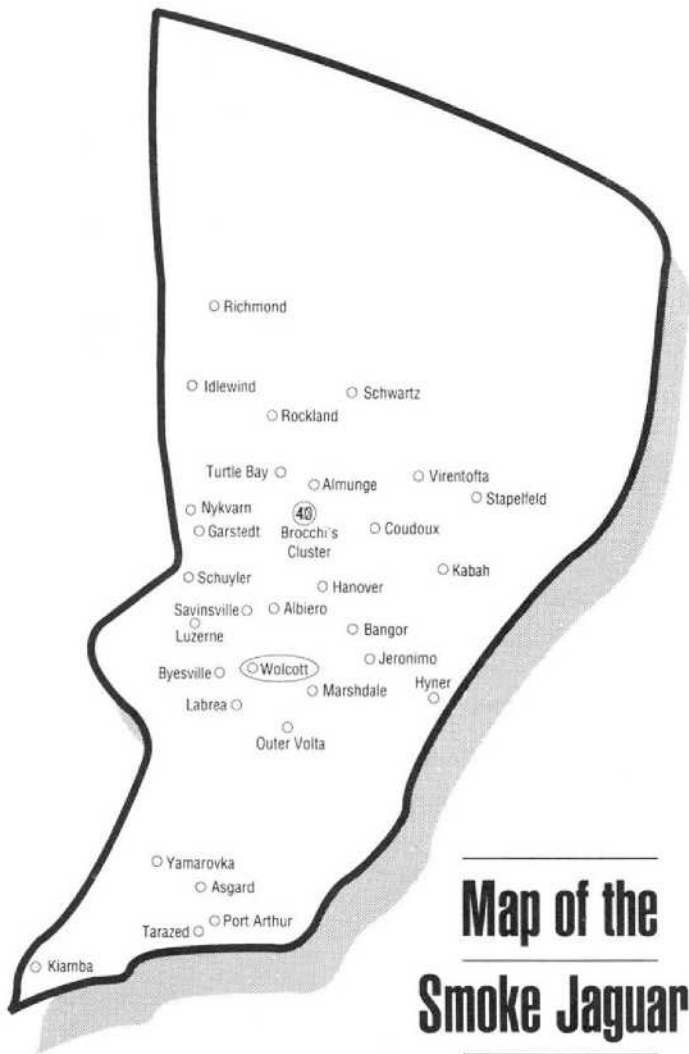 Richmond
Idlewind
Schwartz
Rockland
Turtle Bay
Almunge
Virentofta
Stapelfeld
Nykvarn
Garstedt
Brocchi's
Cluster
Coudoux
Kabah
Schuyler
Hanover
Savinsville
Albiero
Luzerne
Bangor
Byesville
Wolcott
Jeronimo
Marshdale
Hyner
Labrea
Outer Volta
Yamarovka
Asgard
Port Arthur
Tarazed
Kiamba
Map of the
Smoke Jaguar